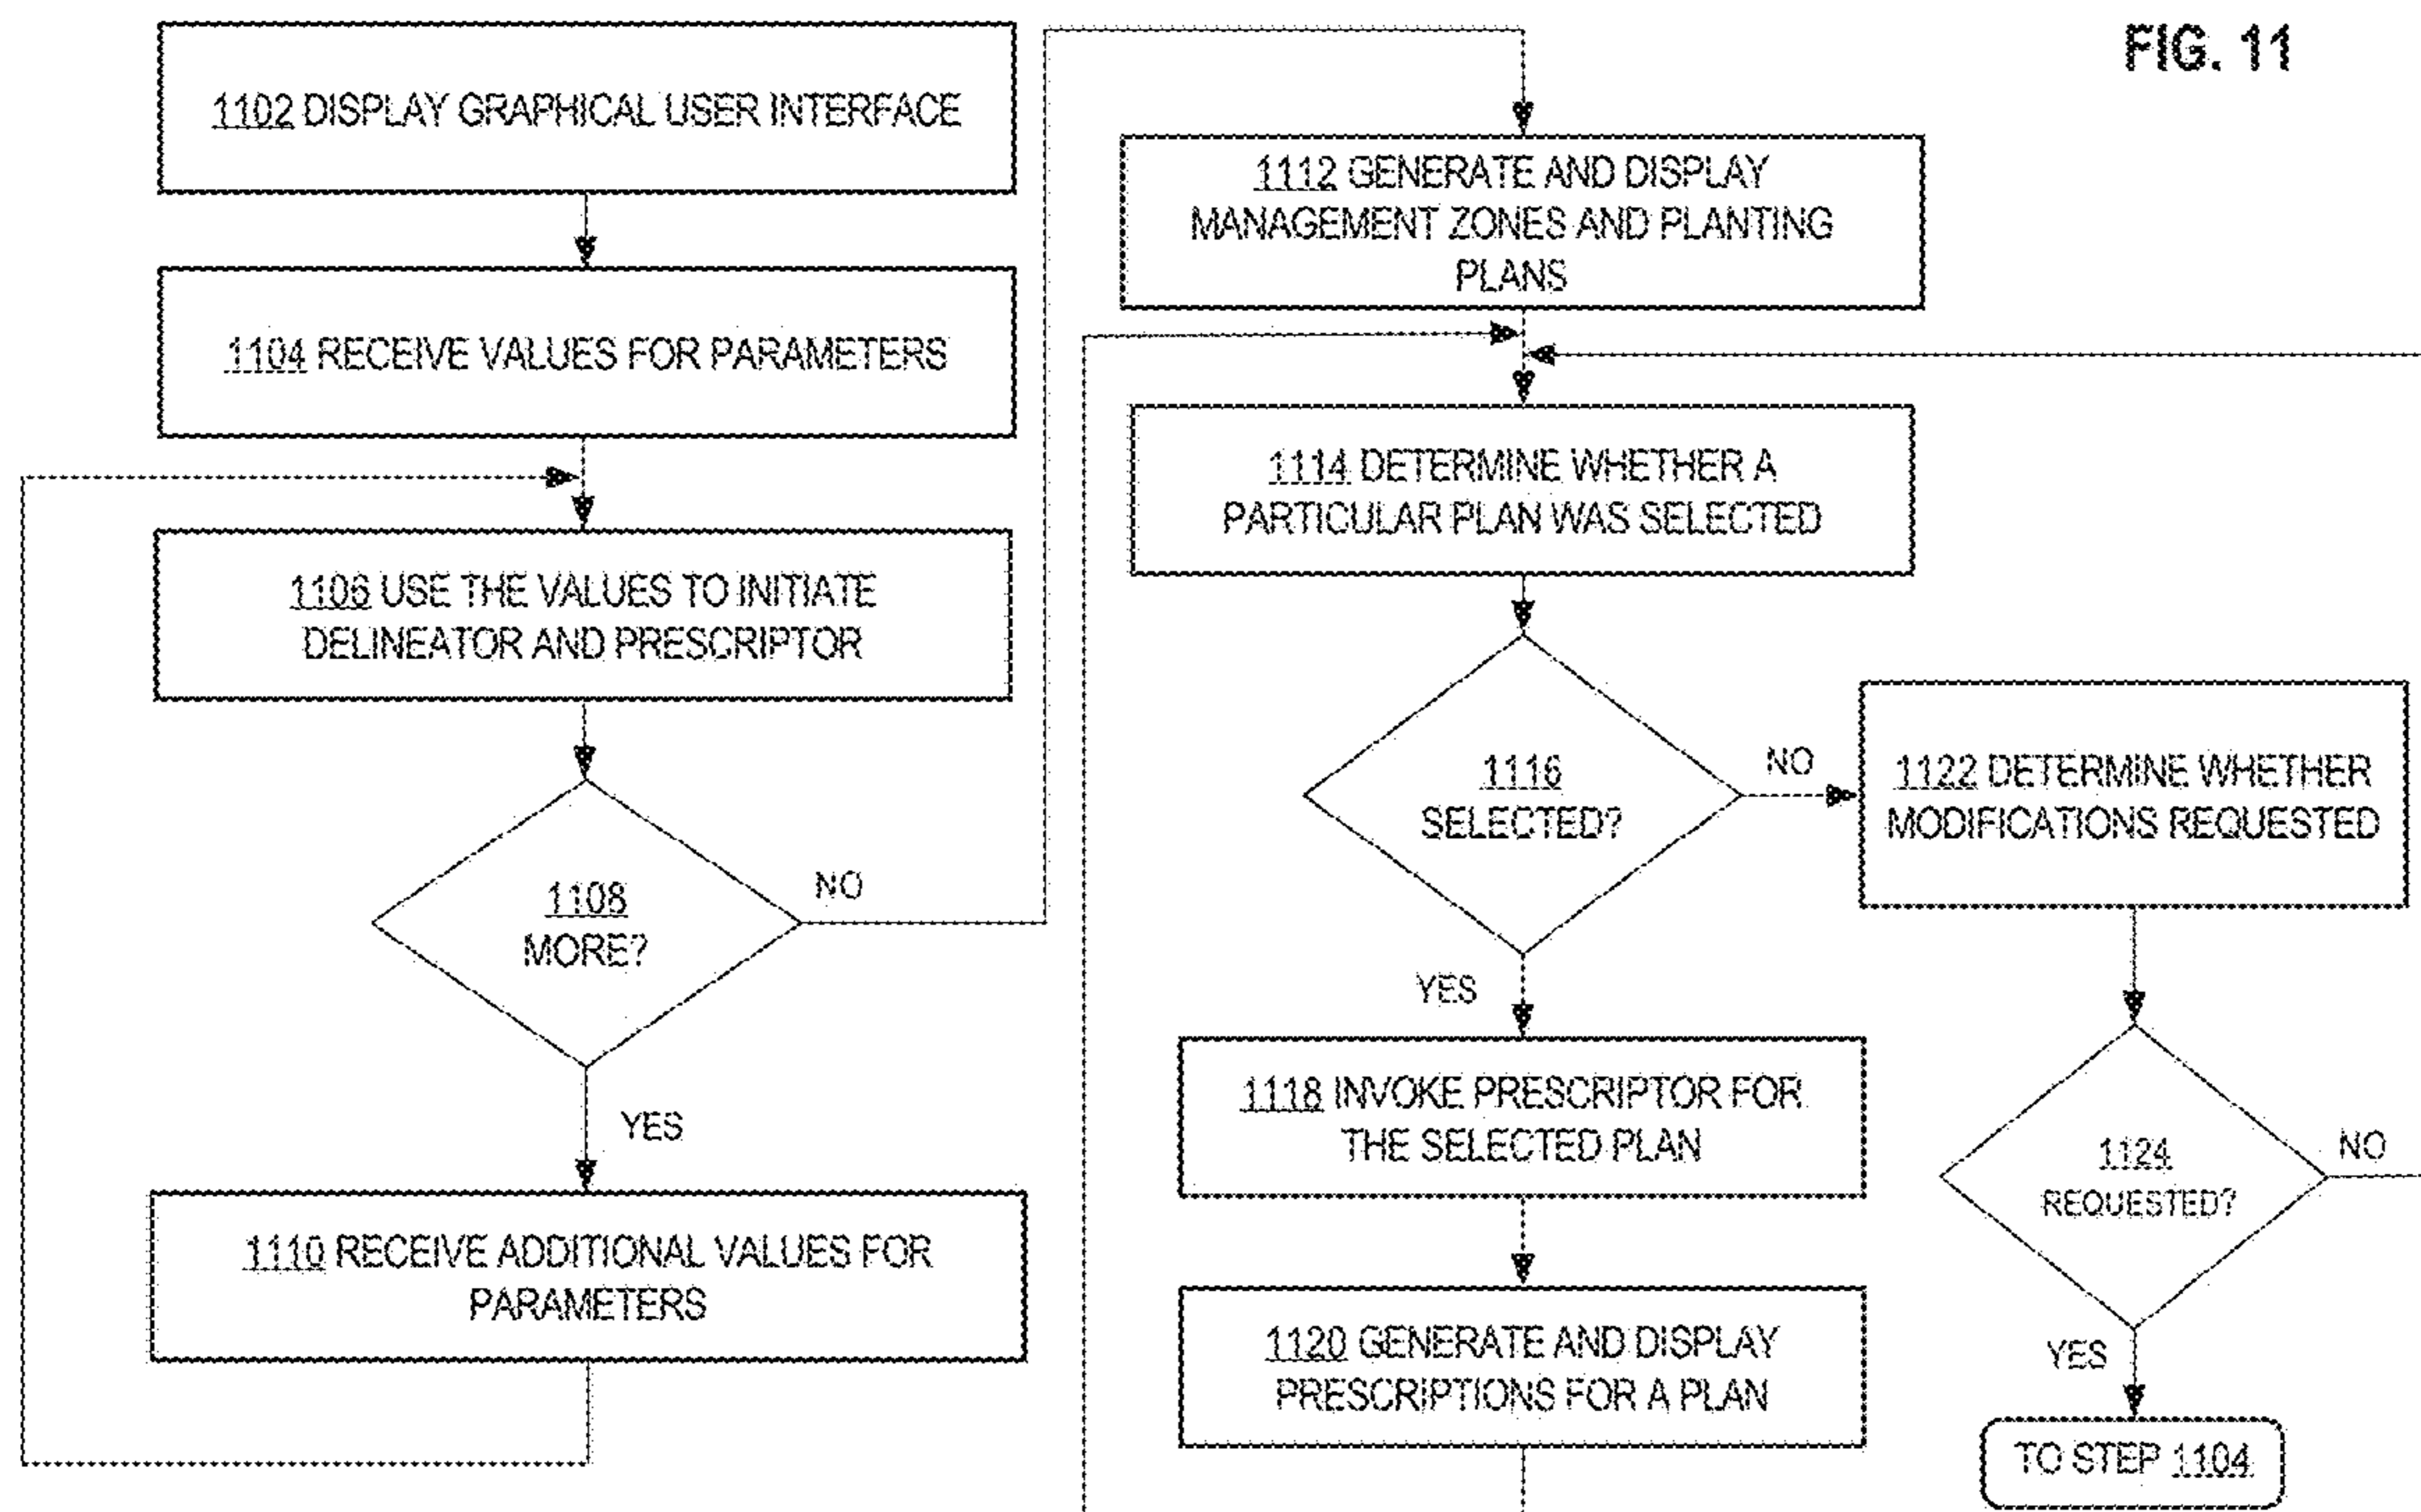 FIG. 11
1102 DISPLAY GRAPHICAL USER INTERFACE
1104 RECEIVE VALUES FOR PARAMETERS
1106 USE THE VALUES TO INITIATE
DELINEATOR AND PRESCRIPTOR
1108
MORE?
NO
YES
1110 RECEIVE ADDITIONAL VALUES FOR
PARAMETERS
1112 GENERATE AND DISPLAY
MANAGEMENT ZONES AND PLANTING
PLANS
1114 DETERMINE WHETHER A
PARTICULAR PLAN WAS SELECTED
1116
SELECTED?
NO
YES
1118 INVOKE PRESCRIPTOR FOR
THE SELECTED PLAN
1120 GENERATE AND DISPLAY
PRESCRIPTIONS FOR A PLAN
1122 DETERMINE WHETHER
MODIFICATIONS REQUESTED
1124
REQUESTED?
NO
YES
TO STEP 1104